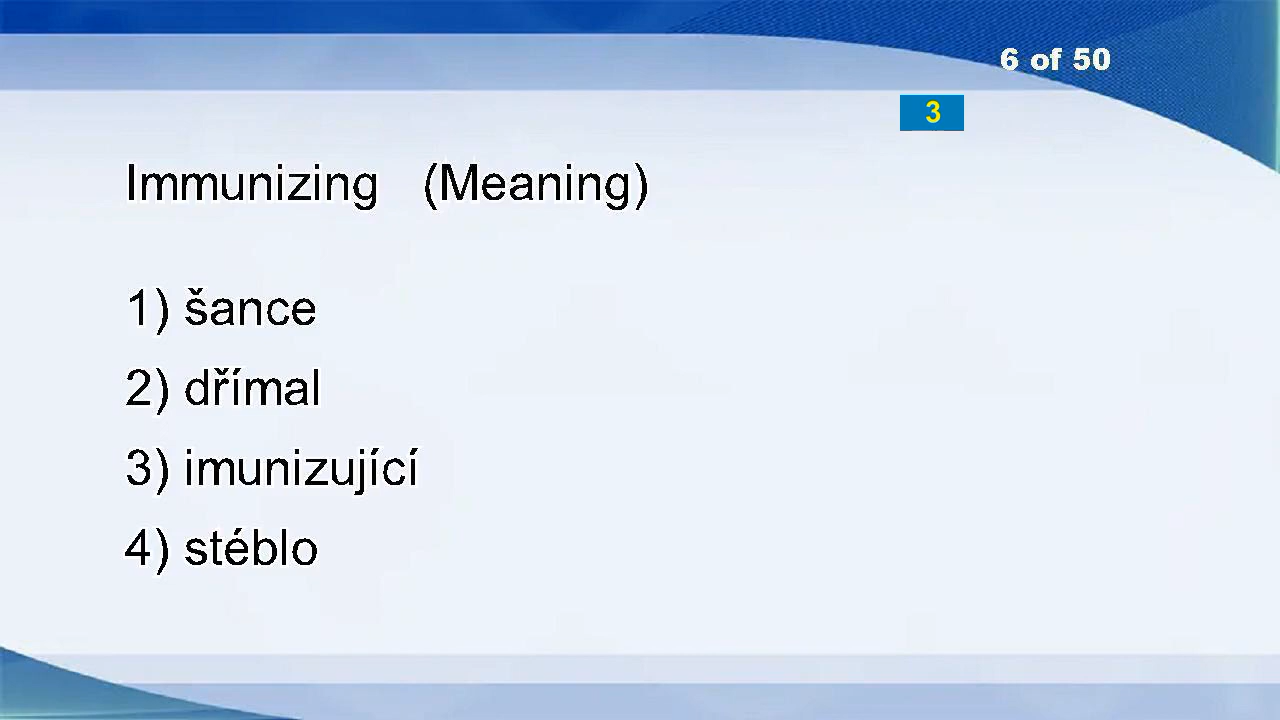 6 of 50
3
Immunizing (Meaning)
1) šance
2) dřímal
3) imunizující
4) stéblo